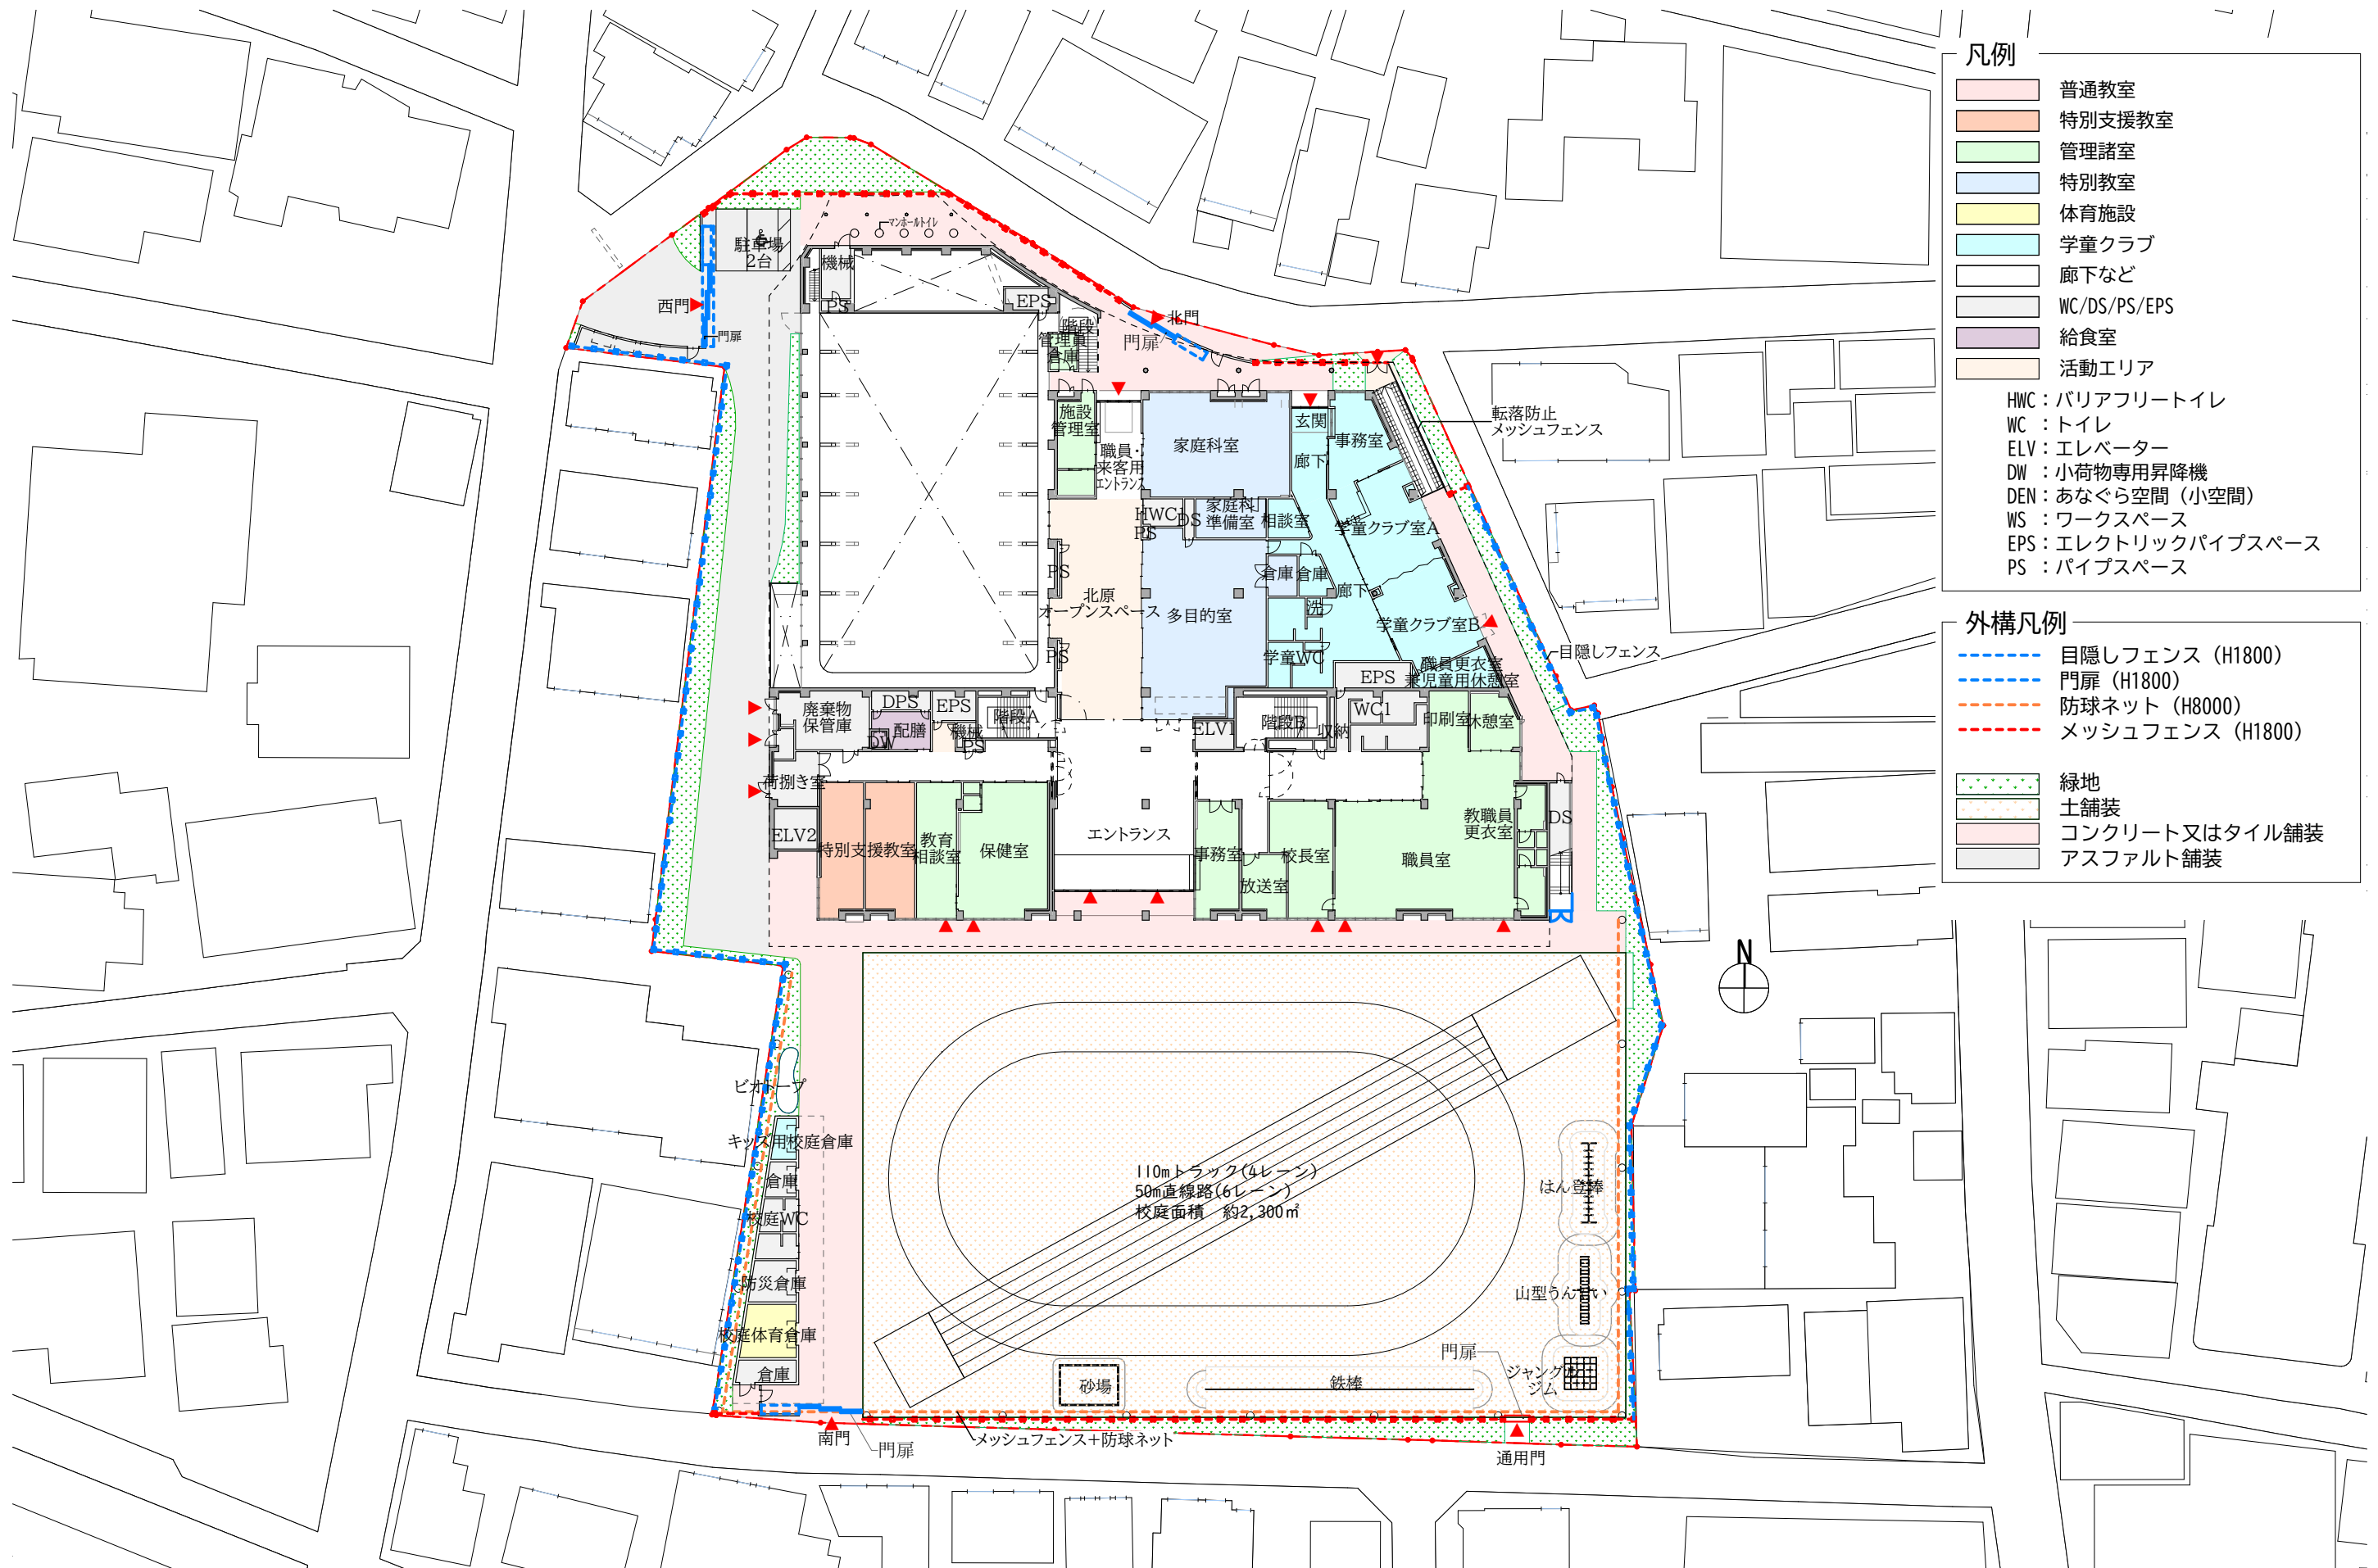 凡例
普通教室
特別支援教室
管理諸室
特別教室
体育施設
学童クラブ
廊下など
WC/DS/PS/EPS
給食室
活動エリア
HWC：バリアフリートイレ
WC ：トイレ
ELV：エレベーター
DW ：小荷物専用昇降機
DEN：あなぐら空間（小空間）
WS ：ワークスペース
EPS：エレクトリックパイプスペース
PS ：パイプスペース
外構凡例
目隠しフェンス（H1800）
門扉（H1800）
防球ネット（H8000）
メッシュフェンス（H1800）
緑地
土舗装
コンクリート又はタイル舗装
アスファルト舗装
マンホールトイレ
駐車場
2台
機械
PS
EPS
西門
門扉
北門
門扉
階段
管理員
倉庫
施設
管理室
職員・
来客用
エントランス
家庭科室
玄関
事務室
廊下
転落防止
メッシュフェンス
HWC1
PS
DS
家庭科
準備室
相談室
学童クラブ室A
PS
北原
オープンスペース
倉庫
倉庫
廊下
洗
多目的室
学童クラブ室B
PS
学童WC
目隠しフェンス
EPS
職員更衣室
兼児童用休憩室
廃棄物
保管庫
DPS
EPS
階段A
配膳
DW
機械
PS
ELV1
階段B
収納
WC1
印刷室
休憩室
荷捌き室
ELV2
特別支援教室
教育
相談室
保健室
エントランス
事務室
放送室
校長室
職員室
教職員
更衣室
DS
N
ビオトープ
キッズ用校庭倉庫
倉庫
校庭WC
防災倉庫
校庭体育倉庫
倉庫
110mトラック(4レーン)
50m直線路(6レーン)
校庭面積　約2,300㎡
はん登棒
山型うんてい
ジャングル
ジム
門扉
砂場
鉄棒
南門
門扉
メッシュフェンス＋防球ネット
通用門